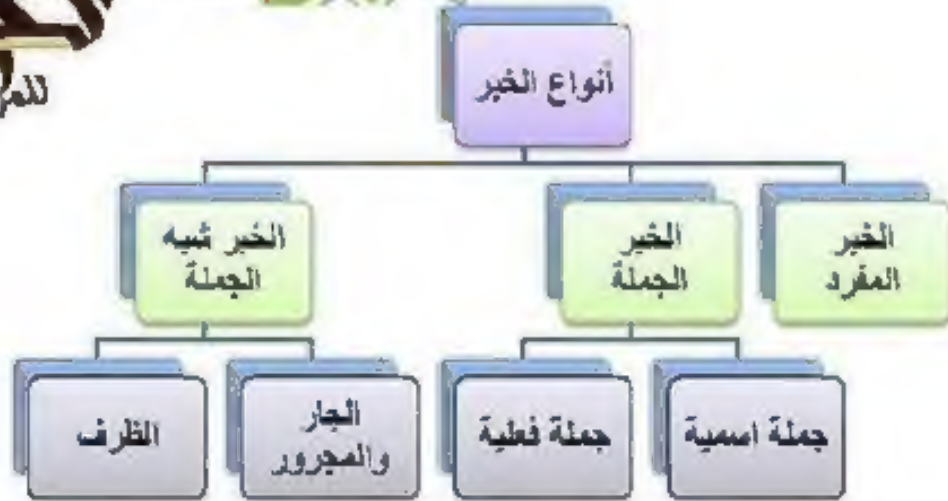 أنواع الخبر
الخبر
المفرد
الخبر
الجملة
الخبر شبه
الجملة
جملة اسمية
جملة فعلية
الجار
والمجرور
الظرف